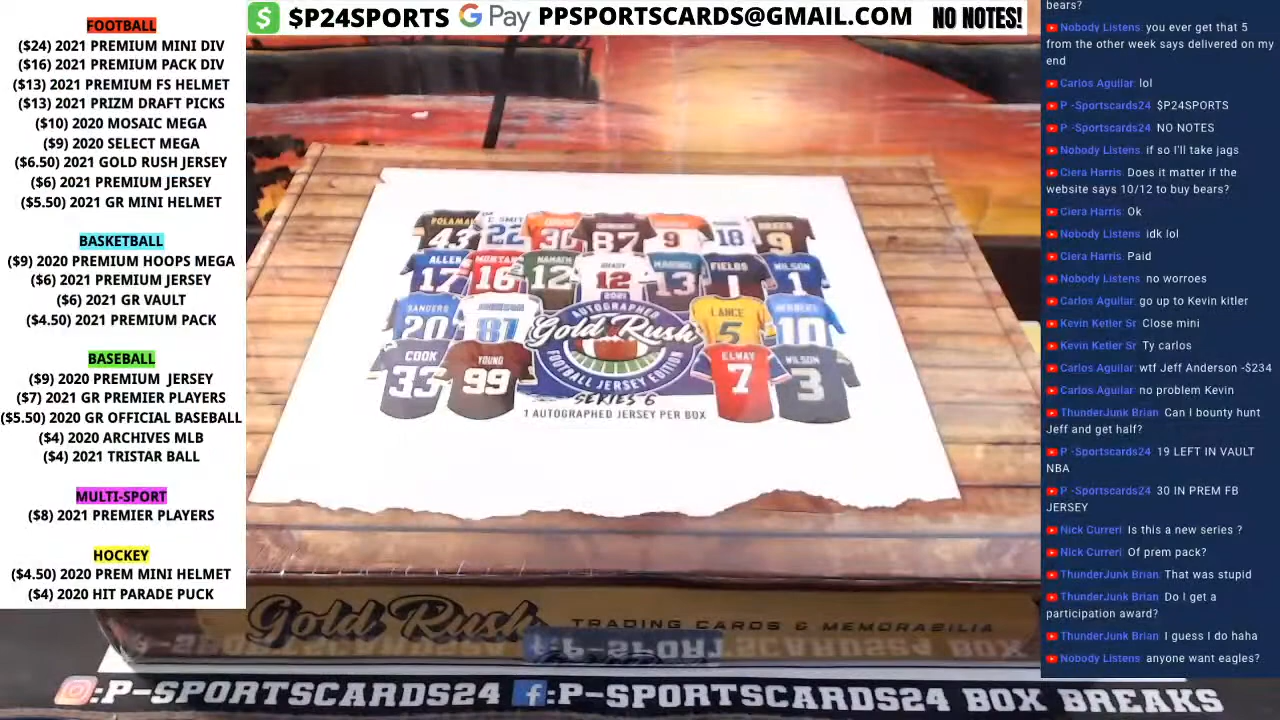 $P24SPORTS G Pay PPSPORTSCARDS@GMAIL.COM NO NOTES!
FOOTBALL
($24) 2021 PREMIUM MINI DIV
($16) 2021 PREMIUM PACK DIV
($13) 2021 PREMIUM FS HELMET
($13) 2021 PRIZM DRAFT PICKS
($10) 2020 MOSAIC MEGA
($9) 2020 SELECT MEGA
($6.50) 2021 GOLD RUSH JERSEY
($6) 2021 PREMIUM JERSEY
($5.50) 2021 GR MINI HELMET
BASKETBALL
($9) 2020 PREMIUM HOOPS MEGA
($6) 2021 PREMIUM JERSEY
($6) 2021 GR VAULT
($4.50) 2021 PREMIUM PACK
BASEBALL
($9) 2020 PREMIUM JERSEY
($7) 2021 GR PREMIER PLAYERS
($5.50) 2020 GR OFFICIAL BASEBALL
($4) 2020 ARCHIVES MLB
($4) 2021 TRISTAR BALL
MULTI-SPORT
($8) 2021 PREMIER PLAYERS
HOCKEY
($4.50) 2020 PREM MINI HELMET
($4) 2020 HIT PARADE PUCK
43 22 30 87 9 18 9
ALLEN NAMATH BRADY MARINO FIELDS WILSON
17 16 12 12 13 1 1
SANDERS LANCE
20 81 5 10
COOK YOUNG ELWAY WILSON
33 99 7 3
2021
AUTOGRAPHED
Gold Rush
FOOTBALL JERSEY EDITION
SERIES 6
1 AUTOGRAPHED JERSEY PER BOX
Gold Rush TRADING CARDS & MEMORABILIA
:P-SPORTSCARDS24 f:P-SPORTSCARDS24 BOX BREAKS
bears?
Nobody Listens: you ever get that 5
from the other week says delivered on my
end
Carlos Aguilar: lol
P -Sportscards24 $P24SPORTS
P -Sportscards24 NO NOTES
Nobody Listens: if so I'll take jags
Ciera Harris: Does it matter if the
website says 10/12 to buy bears?
Ciera Harris: Ok
Nobody Listens: idk lol
Ciera Harris: Paid
Nobody Listens: no worroes
Carlos Aguilar: go up to Kevin kitler
Kevin Ketler Sr: Close mini
Kevin Ketler Sr: Ty carlos
Carlos Aguilar: wtf Jeff Anderson -$234
Carlos Aguilar: no problem Kevin
ThunderJunk Brian: Can I bounty hunt
Jeff and get half?
P -Sportscards24 19 LEFT IN VAULT
NBA
P -Sportscards24 30 IN PREM FB
JERSEY
Nick Curreri: Is this a new series ?
Nick Curreri: Of prem pack?
ThunderJunk Brian: That was stupid
ThunderJunk Brian: Do I get a
participation award?
ThunderJunk Brian: I guess I do haha
Nobody Listens: anyone want eagles?